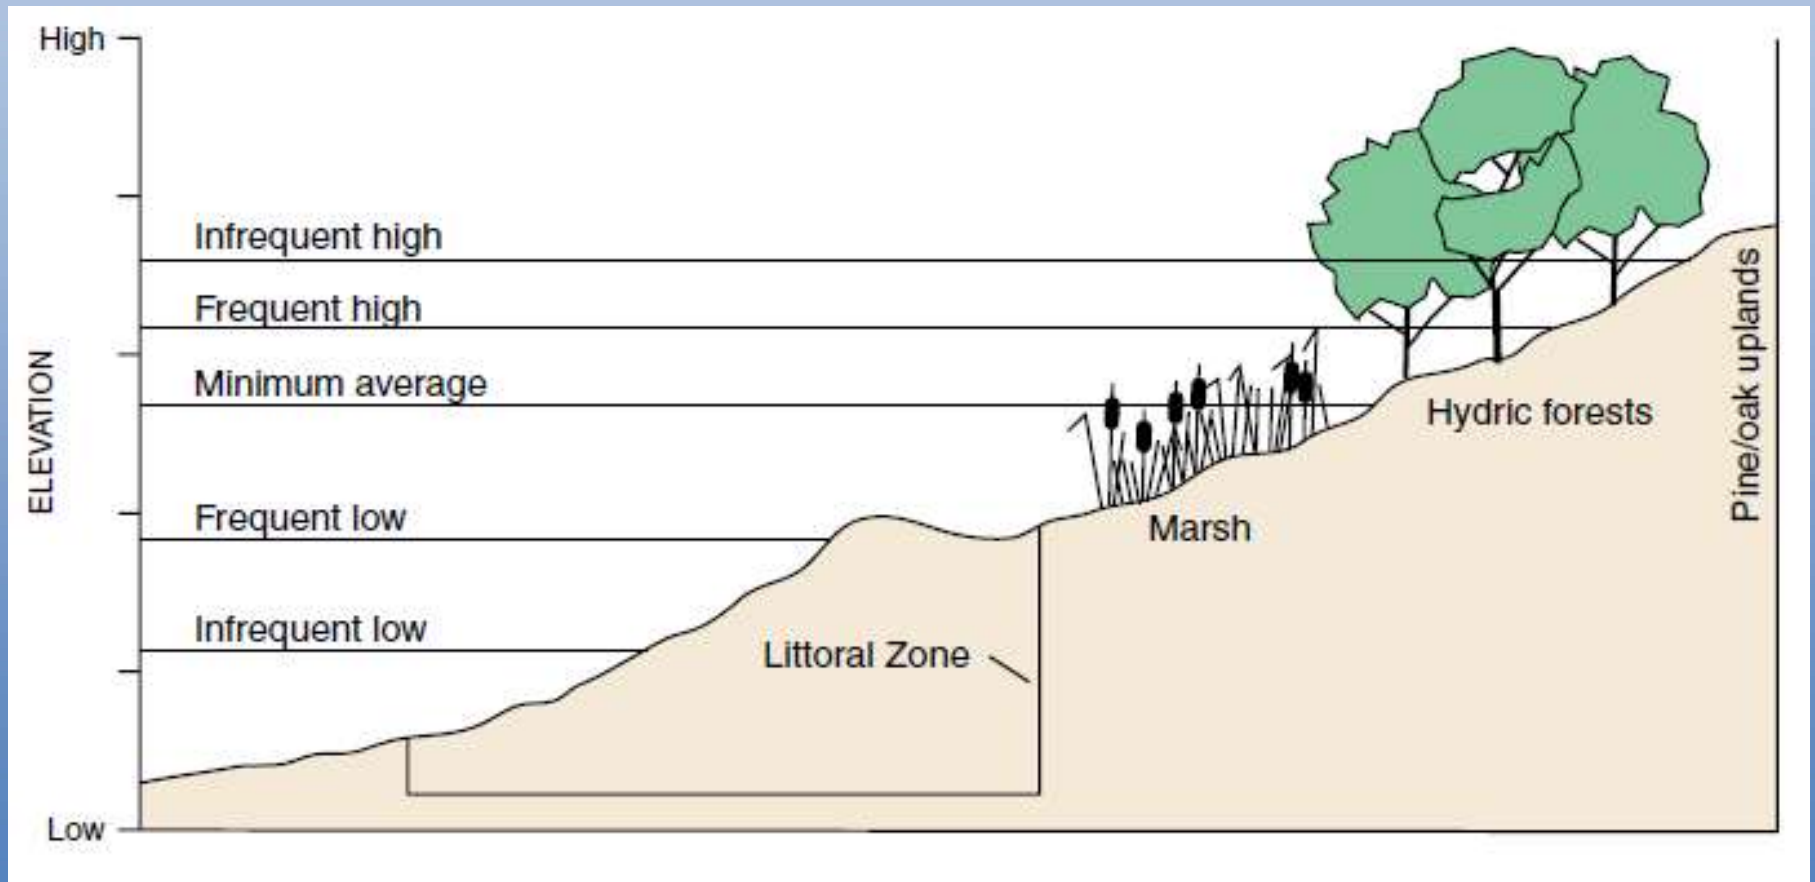 High
Infrequent high
Frequent high
Minimum average
Frequent low
Infrequent low
Low
ELEVATION
Littoral Zone
Marsh
Hydric forests
Pine/oak uplands